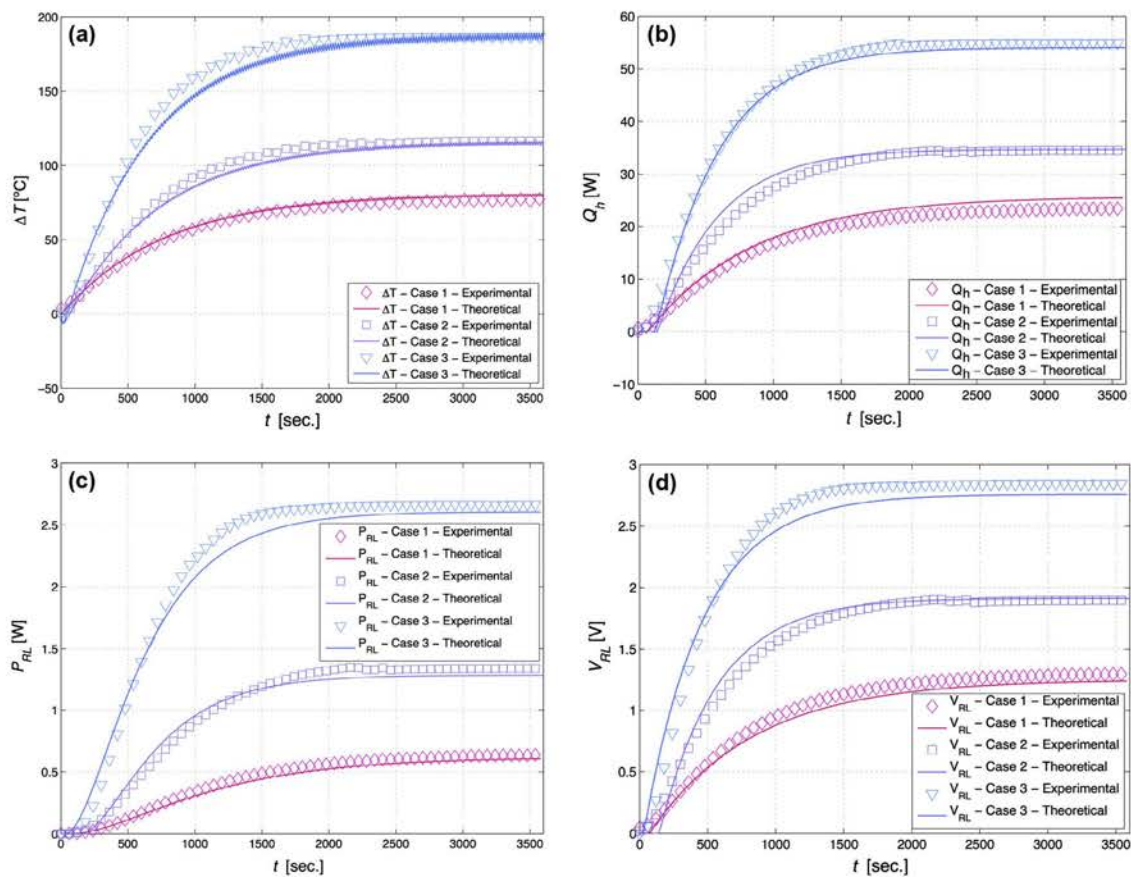 (a)
200
150
100
50
0
−50
ΔT [°C]
0 500 1000 1500 2000 2500 3000 3500
t [sec.]
ΔT − Case 1 − Experimental
ΔT − Case 1 − Theoretical
ΔT − Case 2 − Experimental
ΔT − Case 2 − Theoretical
ΔT − Case 3 − Experimental
ΔT − Case 3 − Theoretical
(b)
60
50
40
30
20
10
0
−10
Qh [W]
0 500 1000 1500 2000 2500 3000 3500
t [sec.]
Qh − Case 1 − Experimental
Qh − Case 1 − Theoretical
Qh − Case 2 − Experimental
Qh − Case 2 − Theoretical
Qh − Case 3 − Experimental
Qh − Case 3 − Theoretical
(c)
3
2.5
2
1.5
1
0.5
0
PRL [W]
0 500 1000 1500 2000 2500 3000 3500
t [sec.]
PRL − Case 1 − Experimental
PRL − Case 1 − Theoretical
PRL − Case 2 − Experimental
PRL − Case 2 − Theoretical
PRL − Case 3 − Experimental
PRL − Case 3 − Theoretical
(d)
3
2.5
2
1.5
1
0.5
0
VRL [V]
0 500 1000 1500 2000 2500 3000 3500
t [sec.]
VRL − Case 1 − Experimental
VRL − Case 1 − Theoretical
VRL − Case 2 − Experimental
VRL − Case 2 − Theoretical
VRL − Case 3 − Experimental
VRL − Case 3 − Theoretical